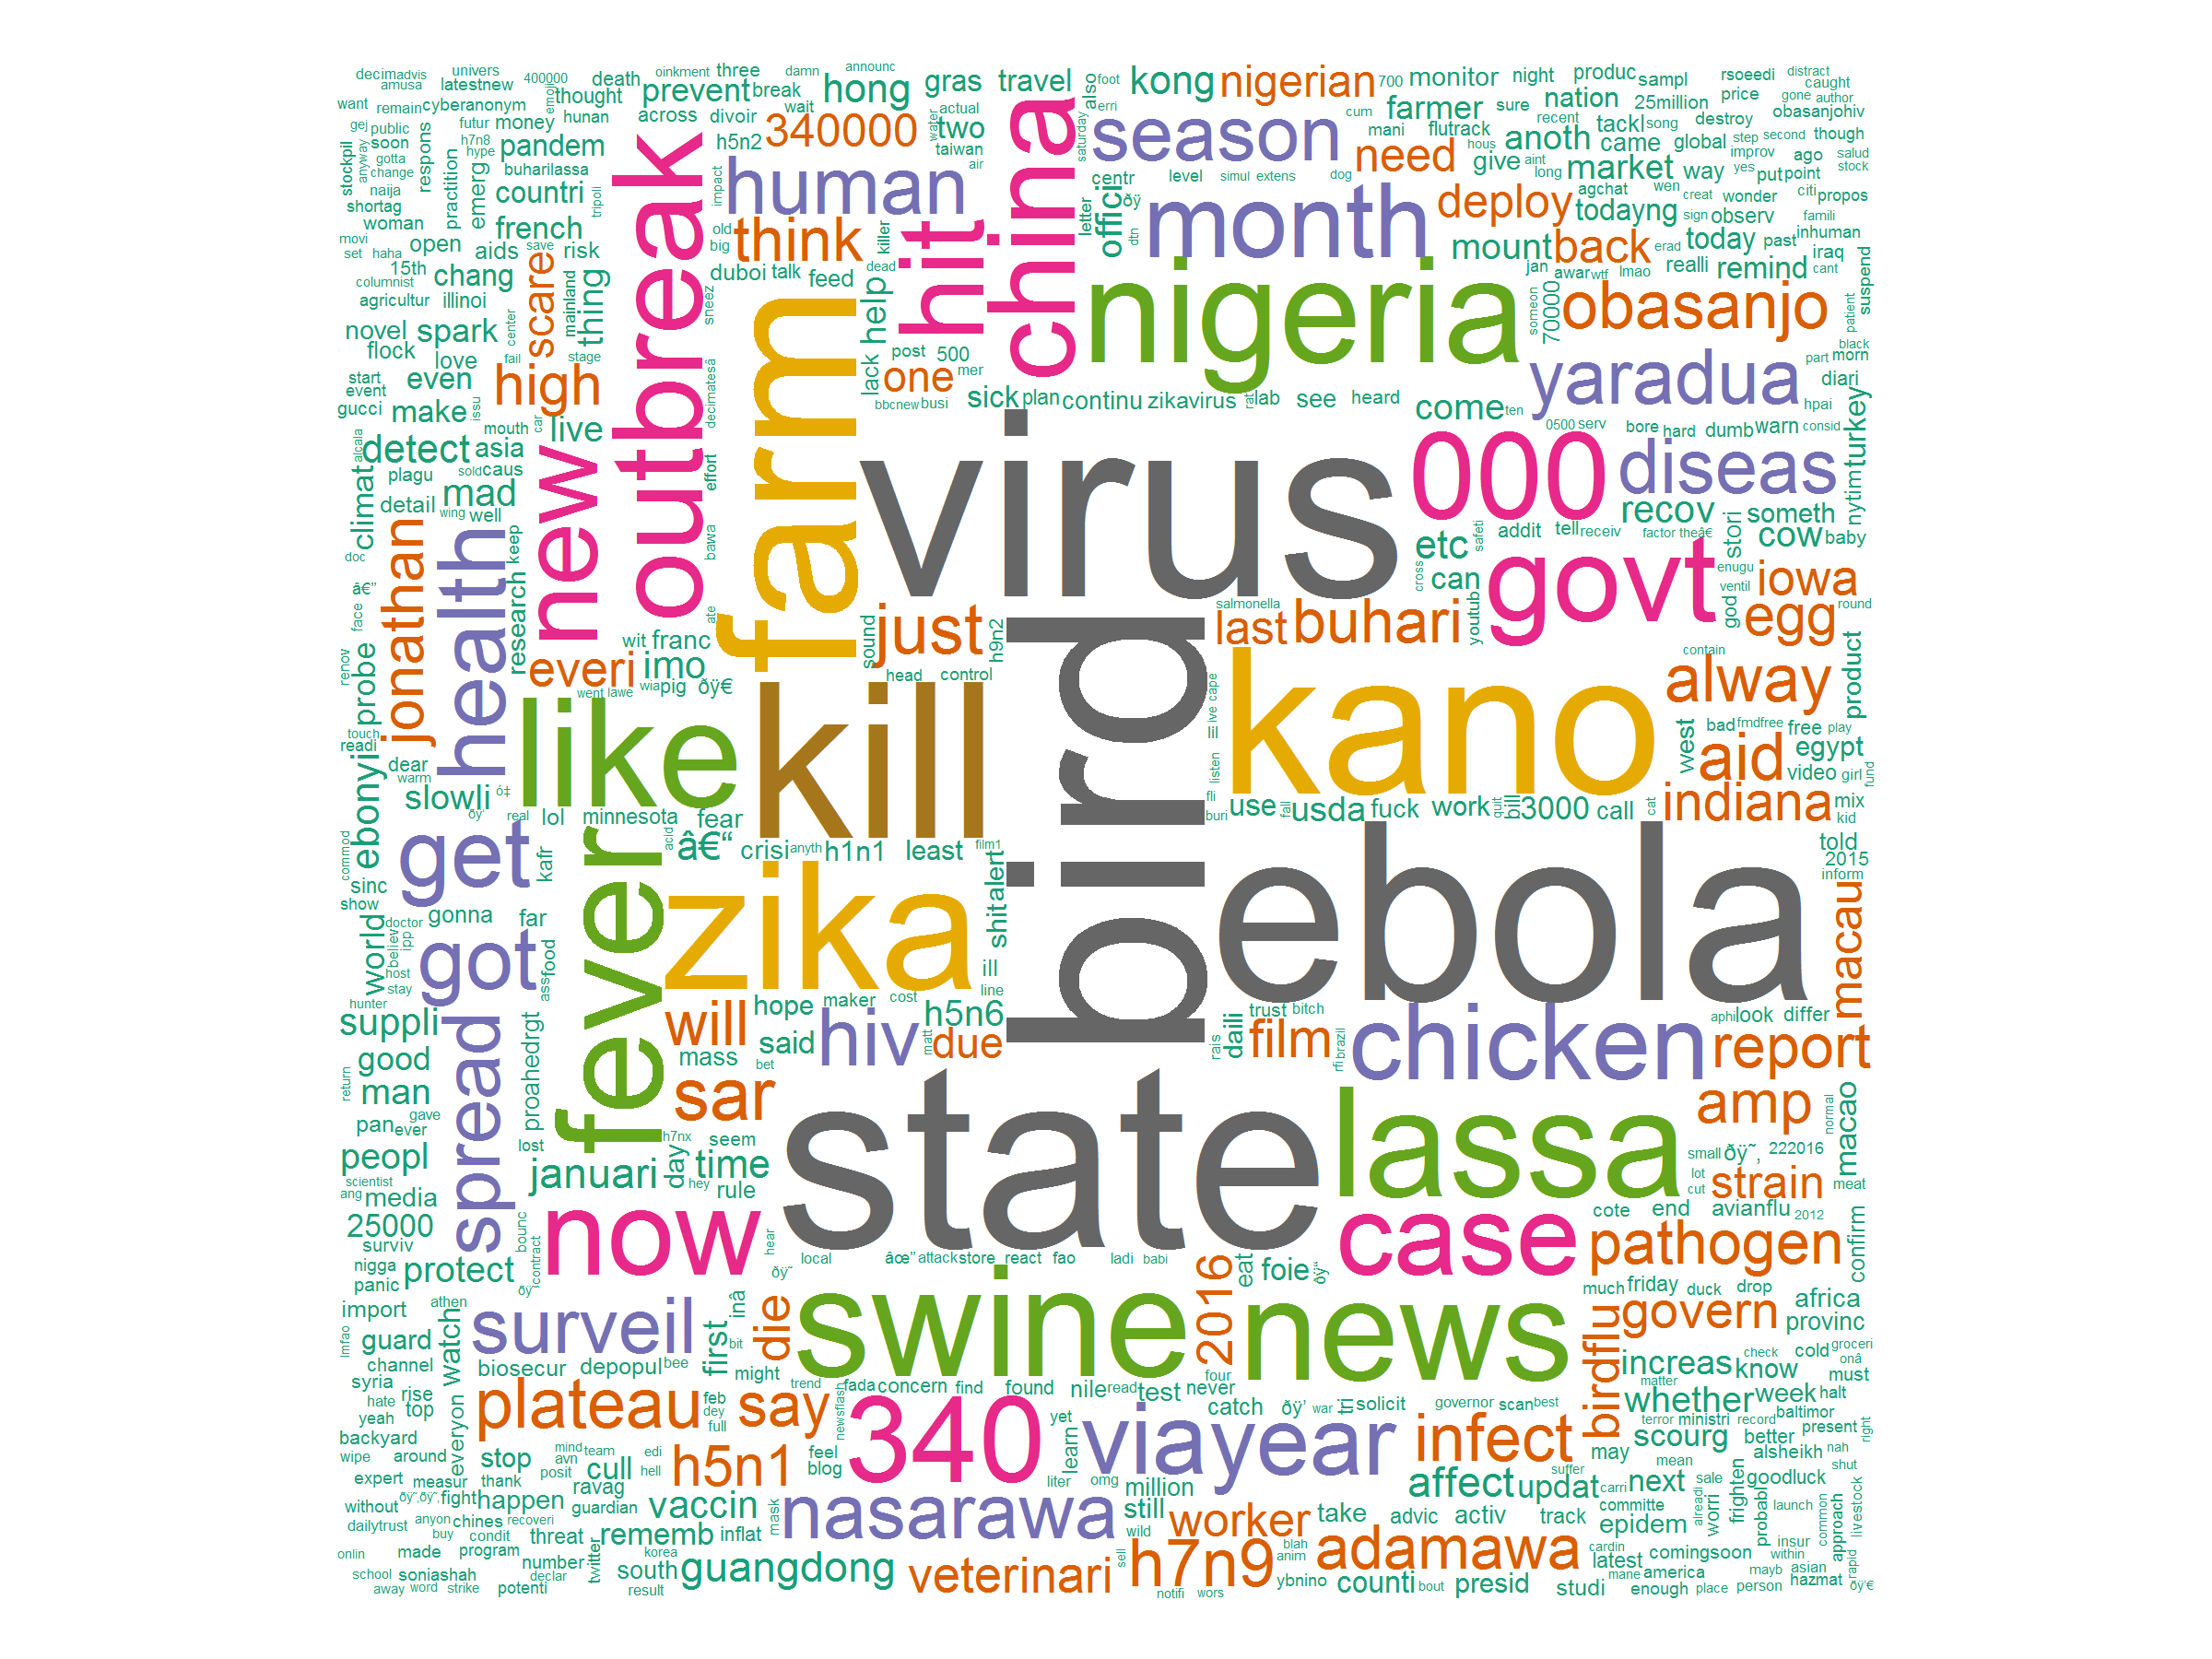 decimadvis univers 400000 death oinkment three damn announc
amusa latestnew thought prevent break wait hong gras travel foot kong nigerian 700 monitor night produc sampl rsoeedi distract caught
want remain cyberanonym emoji across divoir 340000 water actual two also erri season cum farmer sure nation 25million price gone author obasanjohiv
gej public futur money hunan h5n2 taiwan air saturday mani flutrack recent tackl song destroy step second though
stockpil anyway soon gotta change h7n8 hype respons pandem buharilassa outbreak human hit china need hous give aint anoth came global improv yes ago salud stock
naija shortag woman practition emerg countri tripoli impact centr level simul extens dog long market way put point citi propos
french think letter offici ðÿ month deploy agchat wen creat wonder todayng sign observ famili
movi set haha open aids save risk old big killer dtn mount back erad today past inhuman iraq
15th columnist chang scare thing mainland duboi talk feed dead jan awar wtf lmao realli remind cant suspend
agricultur illinoi sneez farm help nigeria someon 70000 obasanjo patient
novel spark center flock love fail stage lack post 500 one mer yaradua black part morn
start event even high decimatesâ bbcnew busi sick plan continu zikavirus rat lab see heard come ten diari hpai
gucci make issu car live virus 000 0500 serv bore hard dumb warn consid turkey
alcala detect mouth asia new effort diseas nytim
climat plagu sold caus mad recov someth
detail wing well health bawa etc safeti addit tell receiv factor theâ€ stori cow baby
doc jonathan research keep cross can govt enugu ventil iowa
â€” face ate wit franc just sound h9n2 salmonella last buhari youtub god egg round
renov probe everi imo bird contain product
went lawe wia pig ðÿ€ head control kano alway
touch readi like kill lil ive cape west bad fmdfree free play
dear warm aid egypt
slowli ó‡ listen fli video girl fund
ebonyi ðÿ’ real lol minnesota fear buri use fall usda fuck work quit bill 3000 call cat indiana mix kid
commod get kafr fever acid â€“ crisi anyth h1n1 least film1 ebola told
sinc zika 2015 inform
show gonna far shit alert macau
world doctor believ ipp got ass food ill
host stay hunter will hope maker cost line
suppli hiv h5n6 trust bitch chicken aphi look differ
good spread mass said due matt rais daili film rfi brazil report
man return proahedrgt sar bet state amp normal macao
pan gave ever lost h7nx seem lassa small ðÿ˜‚ 222016
peopl scientist januari day time hey rule lot cut strain meat
ang media 25000 now case cote end avianflu 2012 pathogen confirm
surviv bounc contract hear local âœ” attack store react fao ladi babi
nigga panic protect ðÿ ðÿ˜ 2016 eat foie ðÿ“ much friday duck drop africa
import athen inâ swine news birdflu govern provinc
lmfao guard watch surveil first bit die check cold groceri onâ
channel biosecur depopul bee might trend fada concern find found nile read test never four increas know must
syria hate rise yeah top plateau feb dey full say newsflash 340 yet catch ðÿ’ war tri solicit governor scan best matter whether week halt
backyard everyon viayear infect terror ministri record baltimor present right
wipe around stop mind team avn edi hell h5n1 feel blog learn may scourg better alsheikh nah
expert measur thank posit cull liter omg affect suffer updat carri next mean sale goodluck shut
without ðÿ˜‚ðÿ˜‚ fight happen ravag guardian vaccin mask nasarawa million still committe alreadi worri frighten probabl launch common livestock
dailytrust anyon buy chines recoveri condit threat rememb inflat wild worker take advic activ track epidem insur approach
onlin made program number korea south twitter guangdong sell blah anim adamawa cardin latest comingsoon within rapid
school soniashah declar veterinari h7n9 ybnino counti bout presid mane america mayb asian
away word strike potenti result notifi wors studi enough place person hazmat ðÿ‘€